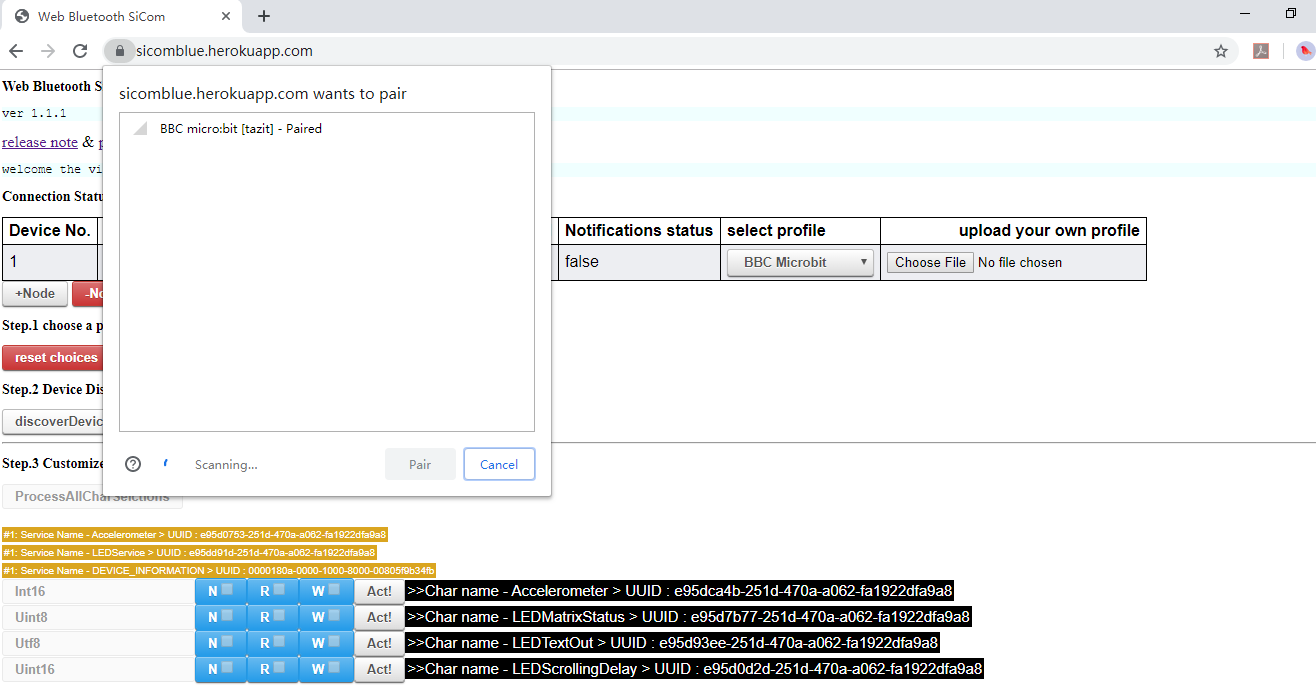 Web Bluetooth SiCom
sicomblue.herokuapp.com
Web Bluetooth S
sicomblue.herokuapp.com wants to pair
ver 1.1.1
BBC micro:bit [tazit] - Paired
release note & p
welcome the vi
Connection Statu
Device No. Notifications status select profile upload your own profile
1 false BBC Microbit Choose File No file chosen
+Node -No
Step.1 choose a p
reset choices
Step.2 Device Dis
discoverDevic
Step.3 Customize
Scanning... Pair Cancel
ProcessAllCharSelctions
#1: Service Name - Accelerometer > UUID : e95d0753-251d-470a-a062-fa1922dfa9a8
#1: Service Name - LEDService > UUID : e95dd91d-251d-470a-a062-fa1922dfa9a8
#1: Service Name - DEVICE_INFORMATION > UUID : 0000180a-0000-1000-8000-00805f9b34fb
Int16 N R W Act! >>Char name - Accelerometer > UUID : e95dca4b-251d-470a-a062-fa1922dfa9a8
Uint8 N R W Act! >>Char name - LEDMatrixStatus > UUID : e95d7b77-251d-470a-a062-fa1922dfa9a8
Utf8 N R W Act! >>Char name - LEDTextOut > UUID : e95d93ee-251d-470a-a062-fa1922dfa9a8
Uint16 N R W Act! >>Char name - LEDScrollingDelay > UUID : e95d0d2d-251d-470a-a062-fa1922dfa9a8